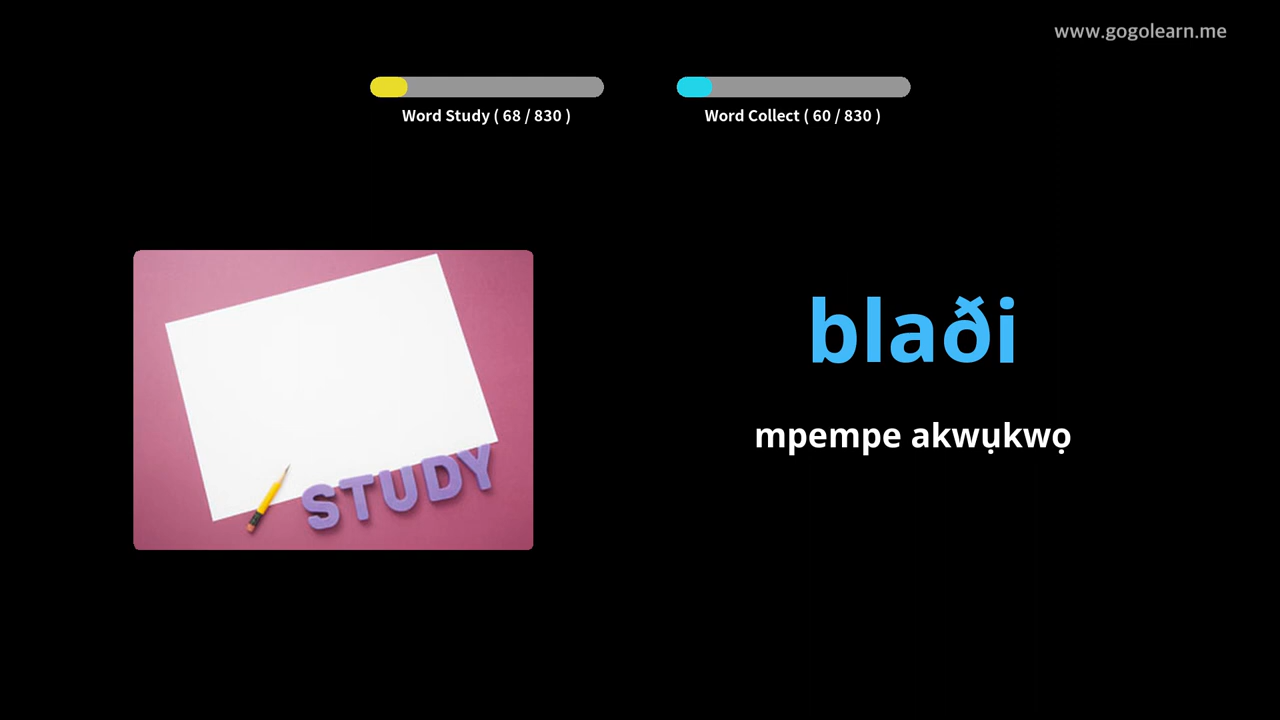 www.gogolearn.me
Word Study ( 68 / 830 )
Word Collect ( 60 / 830 )
STUDY
blaði
mpempe akwụkwọ